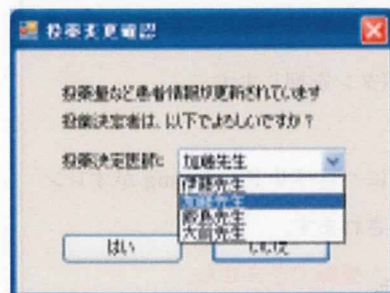 投薬変更確認
投薬量など患者情報が更新されています
投薬決定者は、以下でよろしいですか？
投薬決定医師に 加藤先生
伊藤先生
加藤先生
飯島先生
大前先生
はい
いいえ